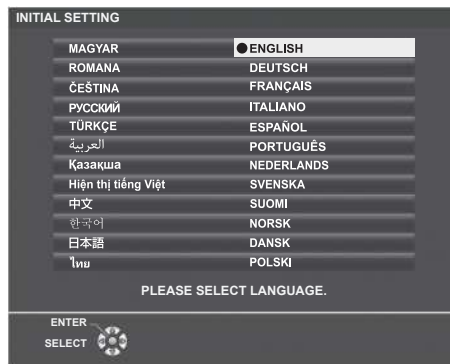 INITIAL SETTING
MAGYAR ENGLISH
ROMANA DEUTSCH
ČEŠTINA FRANÇAIS
РУССКИЙ ITALIANO
TÜRKÇE ESPAÑOL
العربية PORTUGUÊS
Қазақша NEDERLANDS
Hiện thị tiếng Việt SVENSKA
中文 SUOMI
한국어 NORSK
日本語 DANSK
ไทย POLSKI
PLEASE SELECT LANGUAGE.
ENTER
SELECT